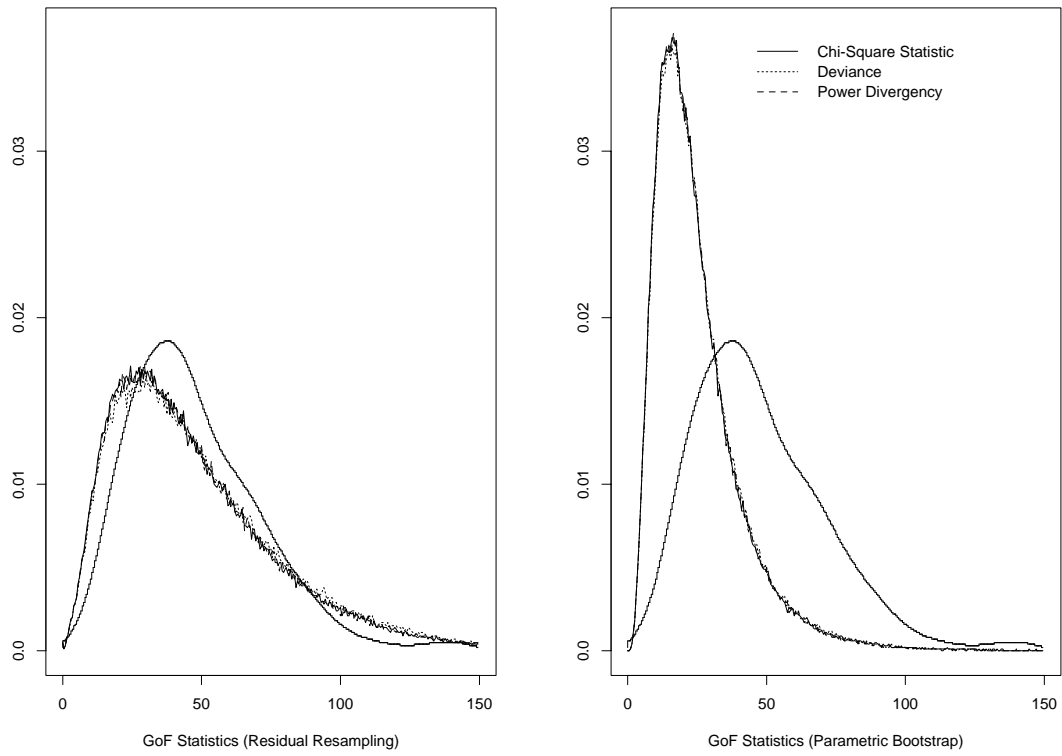 0.03
0.02
0.01
0.0
0 50 100 150
GoF Statistics (Residual Resampling)
Chi-Square Statistic
Deviance
Power Divergency
0.03
0.02
0.01
0.0
0 50 100 150
GoF Statistics (Parametric Bootstrap)